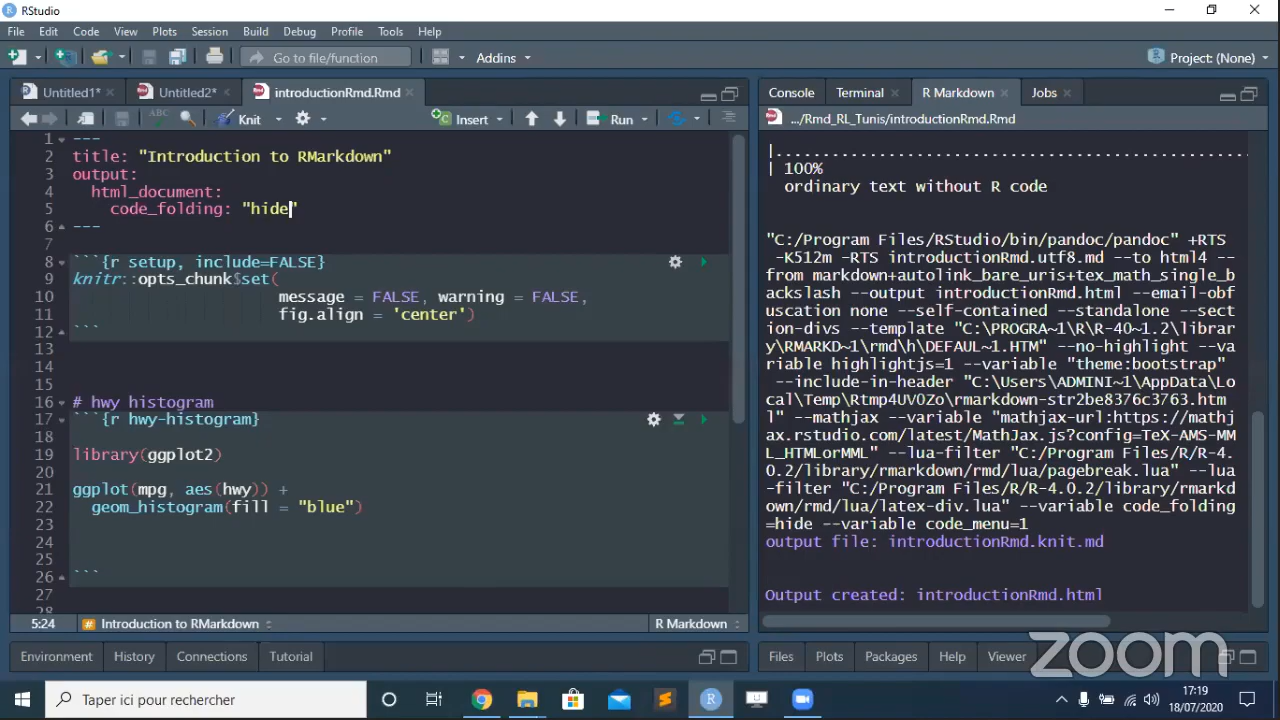 RStudio
File Edit Code View Plots Session Build Debug Profile Tools Help
Go to file/function Addins Project: (None)
Untitled1* Untitled2* introductionRmd.Rmd
ABC Knit Insert Run
1 ---
2 title: "Introduction to RMarkdown"
3 output:
4 html_document:
5 code_folding: "hide"
6 ---
7
8 ```{r setup, include=FALSE}
9 knitr::opts_chunk$set(
10 message = FALSE, warning = FALSE,
11 fig.align = 'center')
12 ```
13
14
15
16 # hwy histogram
17 ```{r hwy-histogram}
18
19 library(ggplot2)
20
21 ggplot(mpg, aes(hwy)) +
22 geom_histogram(fill = "blue")
23
24
25
26 ```
27
28
5:24 # Introduction to RMarkdown R Markdown
Environment History Connections Tutorial
Console Terminal R Markdown Jobs
.../Rmd_RL_Tunis/introductionRmd.Rmd
|..................................................
| 100%
ordinary text without R code
"C:/Program Files/RStudio/bin/pandoc/pandoc" +RTS
-K512m -RTS introductionRmd.utf8.md --to html4 --
from markdown+autolink_bare_uris+tex_math_single_b
ackslash --output introductionRmd.html --email-obf
uscation none --self-contained --standalone --sect
ion-divs --template "C:\PROGRA~1\R\R-40~1.2\librar
y\RMARKD~1\rmd\h\DEFAUL~1.HTM" --no-highlight --va
riable highlightjs=1 --variable "theme:bootstrap"
--include-in-header "C:\Users\ADMINI~1\AppData\Lo
cal\Temp\Rtmp4UV0Zo\rmarkdown-str2be8376c3763.htm
l" --mathjax --variable "mathjax-url:https://mathj
ax.rstudio.com/latest/MathJax.js?config=TeX-AMS-MM
L_HTMLorMML" --lua-filter "C:/Program Files/R/R-4.
0.2/library/rmarkdown/rmd/lua/pagebreak.lua" --lua
-filter "C:/Program Files/R/R-4.0.2/library/rmarkd
own/rmd/lua/latex-div.lua" --variable code_folding
=hide --variable code_menu=1
output file: introductionRmd.knit.md
Output created: introductionRmd.html
Files Plots Packages Help Viewer
zoom
Taper ici pour rechercher
17:19
18/07/2020